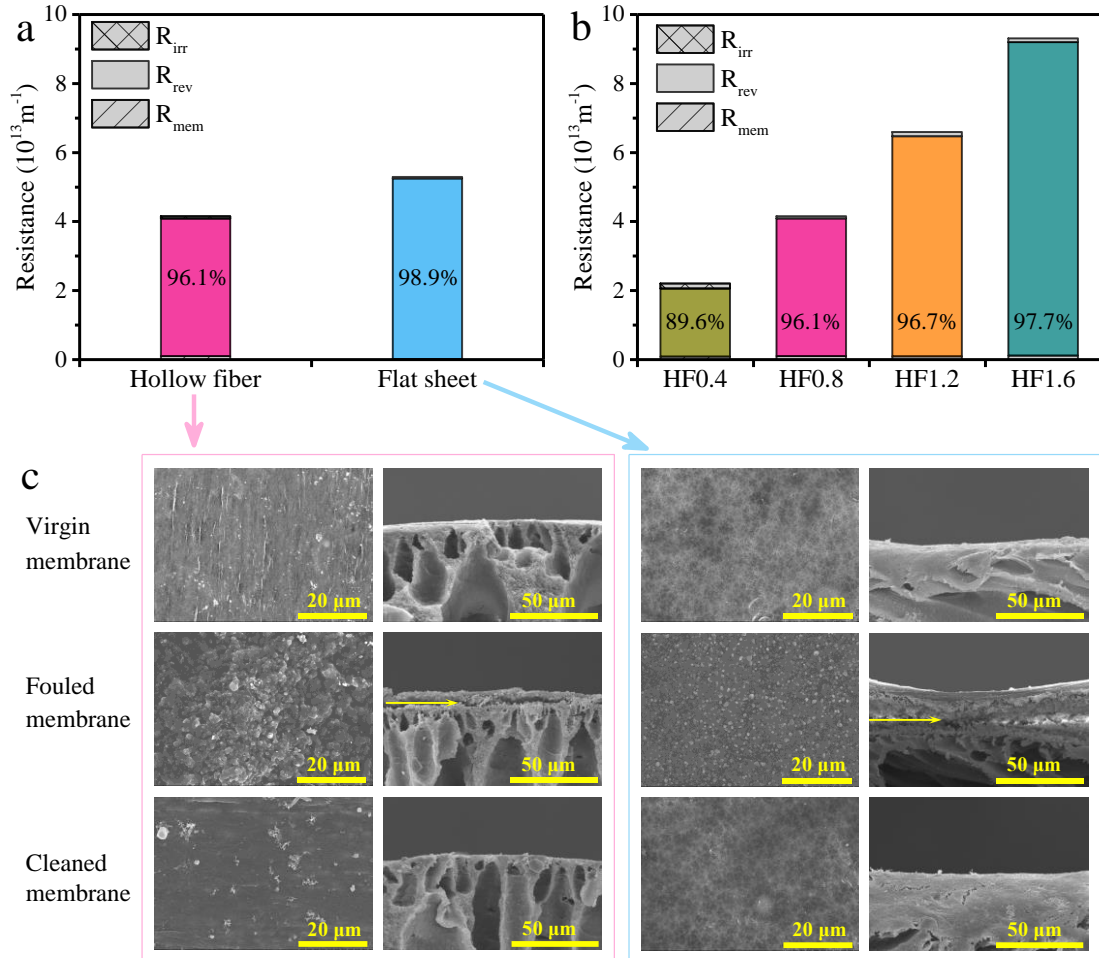 a
10
8
6
4
2
0
Resistance (10¹³m⁻¹)
R_irr
R_rev
R_mem
96.1%
98.9%
Hollow fiber
Flat sheet
b
10
8
6
4
2
0
Resistance (10¹³m⁻¹)
R_irr
R_rev
R_mem
89.6%
96.1%
96.7%
97.7%
HF0.4
HF0.8
HF1.2
HF1.6
c
Virgin
membrane
20 μm
50 μm
20 μm
50 μm
Fouled
membrane
20 μm
50 μm
20 μm
50 μm
Cleaned
membrane
20 μm
50 μm
20 μm
50 μm